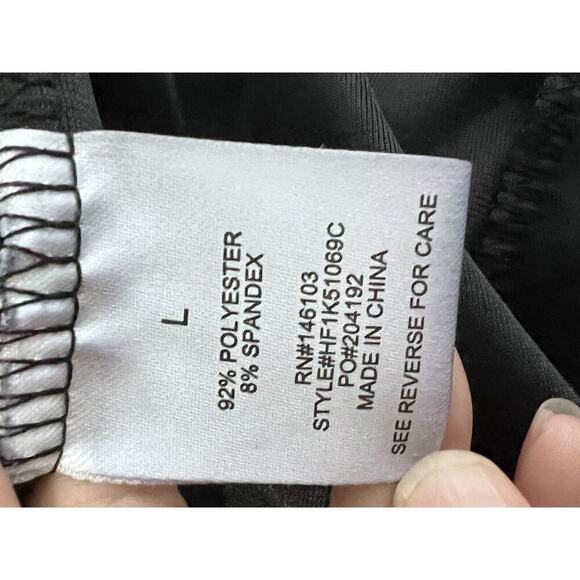 L
92% POLYESTER
8% SPANDEX
RN#146103
STYLE#HF1K51069C
PO#204192
MADE IN CHINA
SEE REVERSE FOR CARE